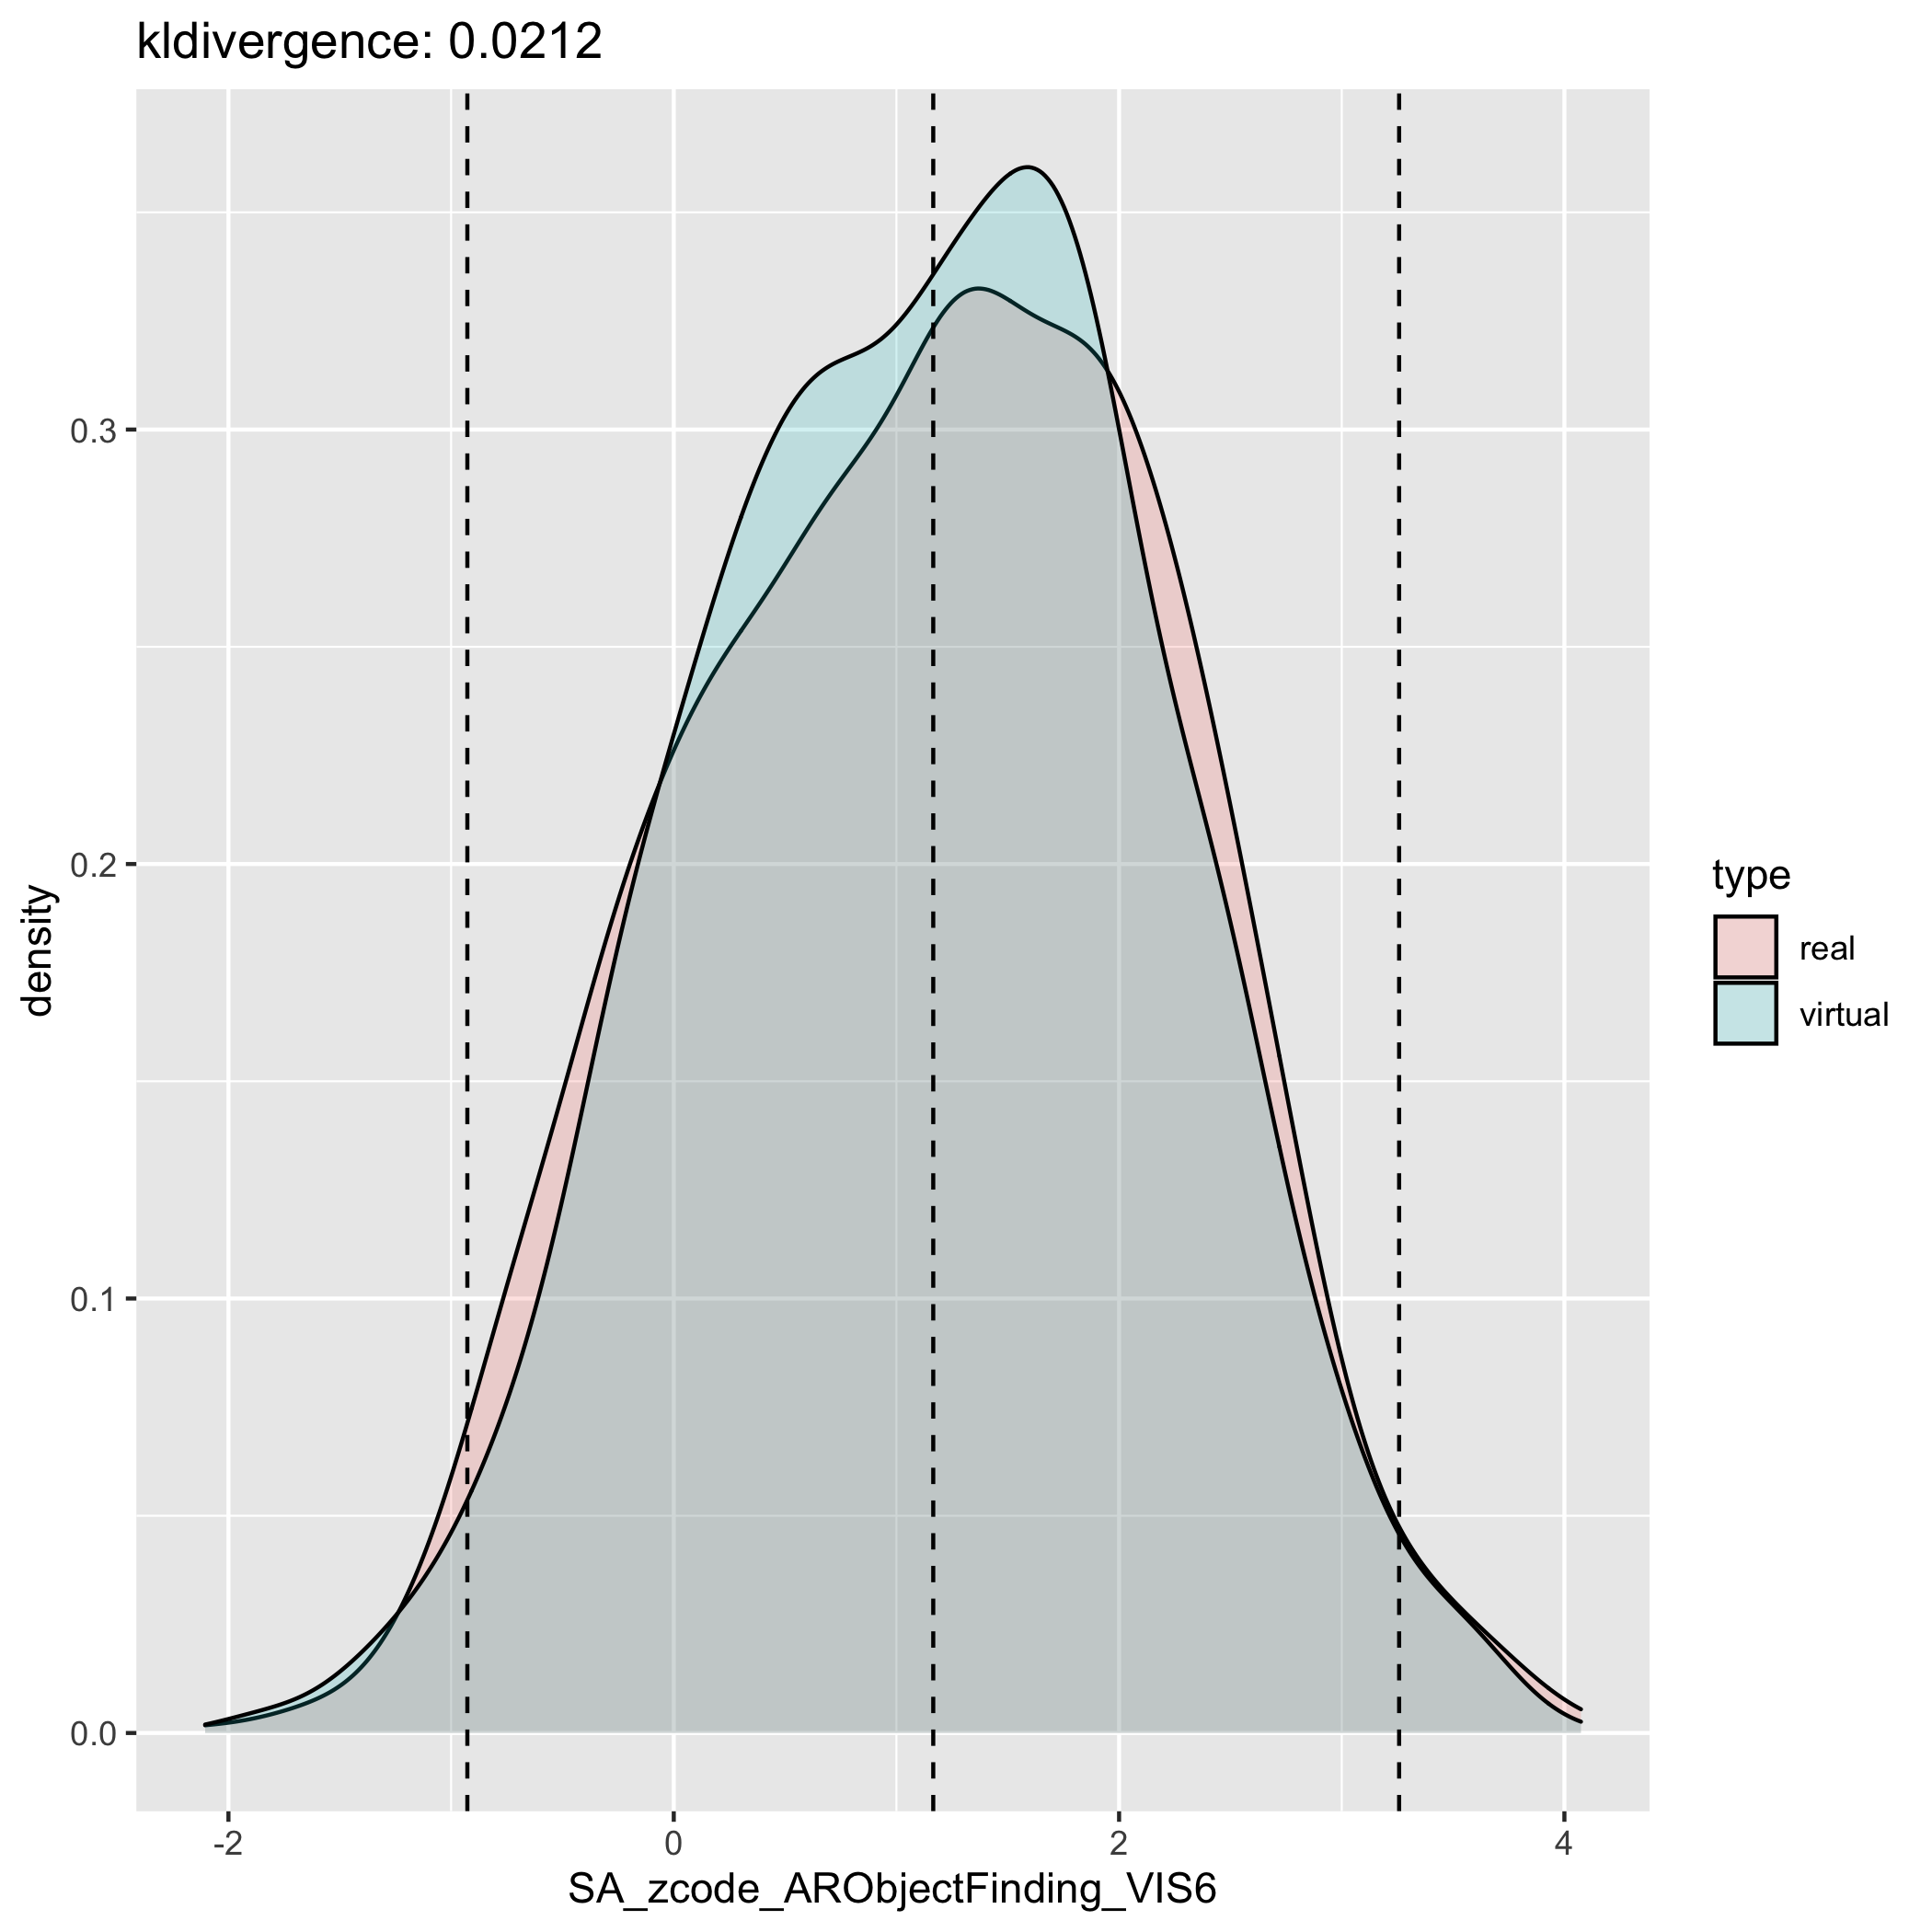 kldivergence: 0.0212
0.3
0.2
0.1
0.0
density
-2
0
2
4
SA_zcode_ARObjectFinding_VIS6
type
real
virtual